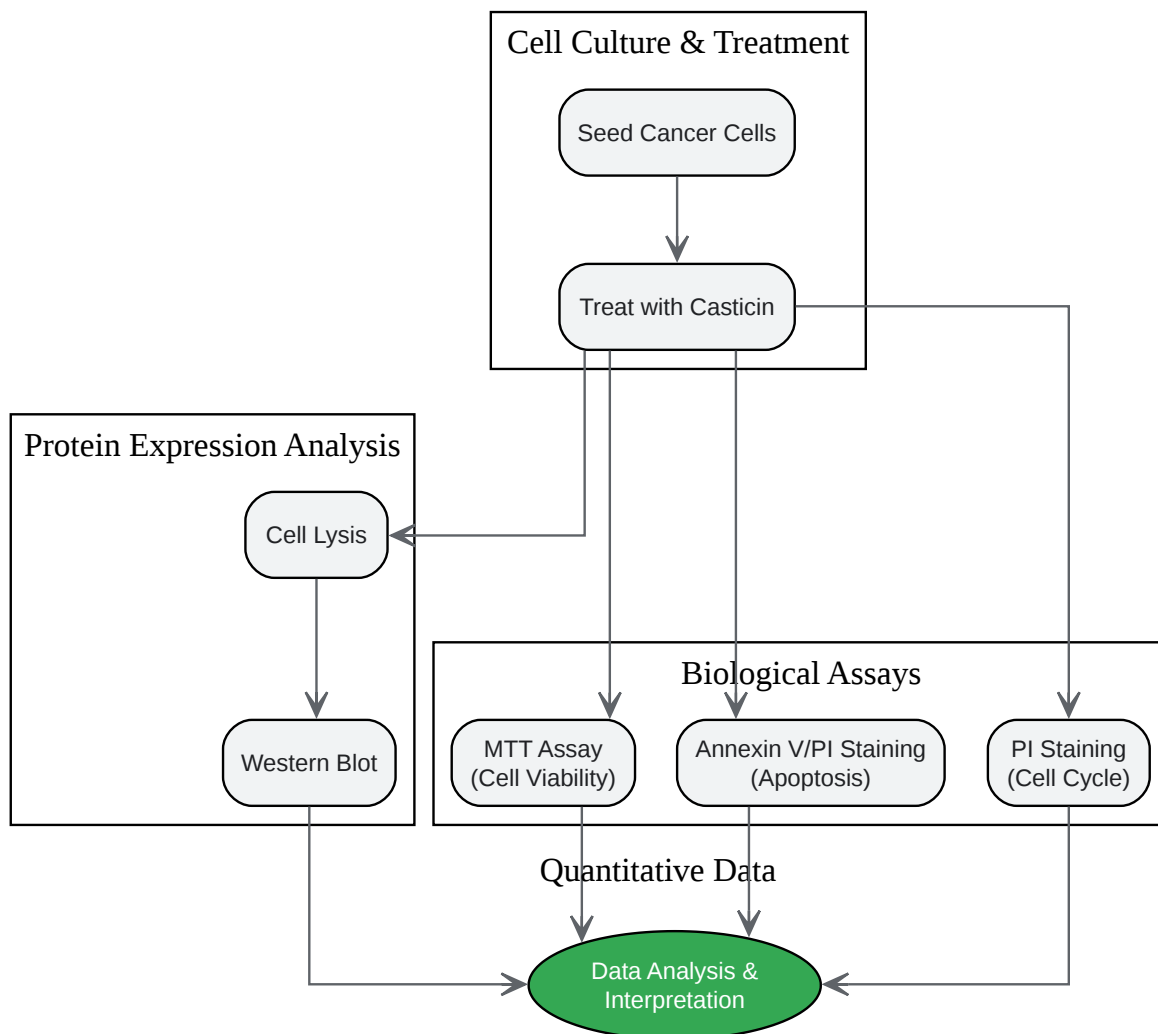 Cell Culture & Treatment
Seed Cancer Cells
Treat with Casticin
Protein Expression Analysis
Cell Lysis
Western Blot
Biological Assays
MTT Assay
(Cell Viability)
Annexin V/PI Staining
(Apoptosis)
PI Staining
(Cell Cycle)
Quantitative Data
Data Analysis &
Interpretation